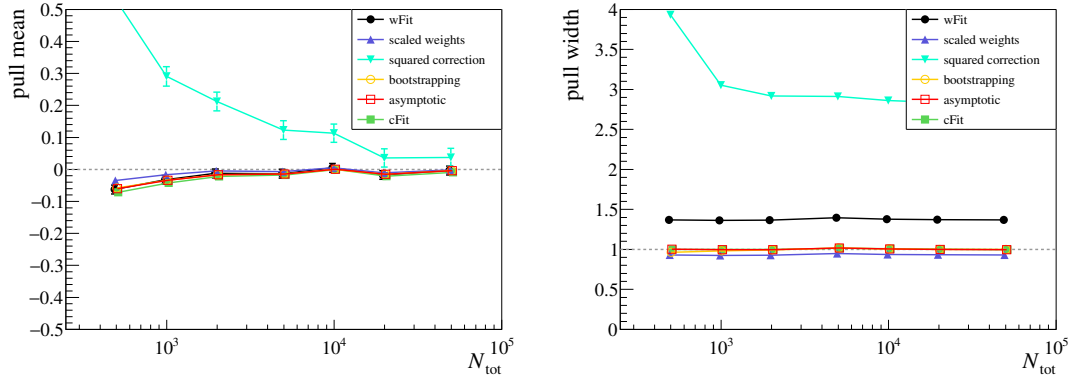 pull mean
0.5
0.4
0.3
0.2
0.1
0
−0.1
−0.2
−0.3
−0.4
−0.5
10³
10⁴
10⁵
N_tot
wFit
scaled weights
squared correction
bootstrapping
asymptotic
cFit
pull width
4
3.5
3
2.5
2
1.5
1
0.5
0
10³
10⁴
10⁵
N_tot
wFit
scaled weights
squared correction
bootstrapping
asymptotic
cFit